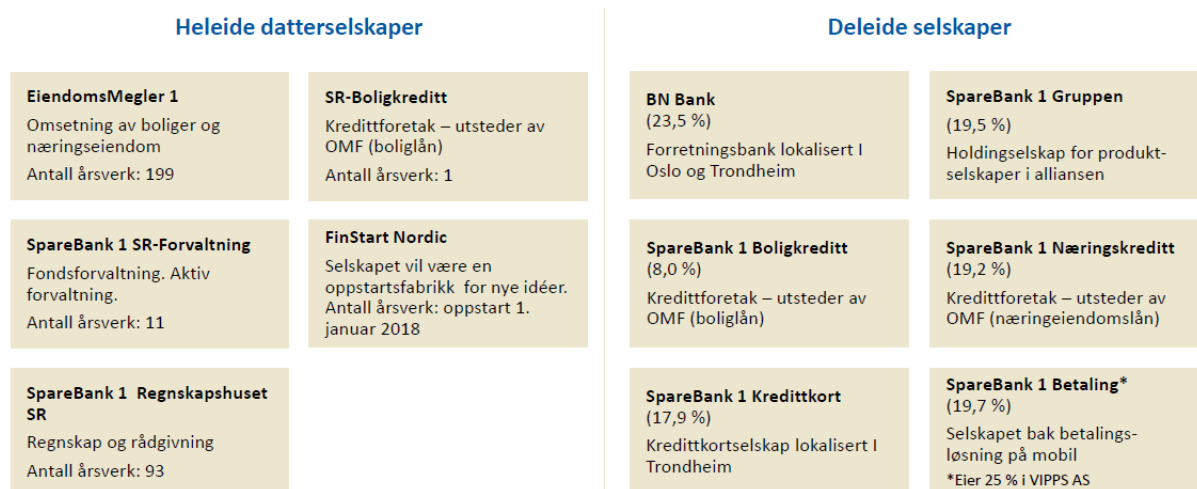 Heleide datterselskaper
EiendomsMegler 1
Omsetning av boliger og
næringseiendom
Antall årsverk: 199
SR-Boligkreditt
Kredittforetak – utsteder av
OMF (boliglån)
Antall årsverk: 1
SpareBank 1 SR-Forvaltning
Fondsforvaltning. Aktiv
forvaltning.
Antall årsverk: 11
FinStart Nordic
Selskapet vil være en
oppstartsfabrikk for nye idéer.
Antall årsverk: oppstart 1.
januar 2018
SpareBank 1 Regnskapshuset
SR
Regnskap og rådgivning
Antall årsverk: 93
Deleide selskaper
BN Bank
(23,5 %)
Forretningsbank lokalisert I
Oslo og Trondheim
SpareBank 1 Gruppen
(19,5 %)
Holdingselskap for produkt-
selskaper i alliansen
SpareBank 1 Boligkreditt
(8,0 %)
Kredittforetak – utsteder av
OMF (boliglån)
SpareBank 1 Næringskreditt
(19,2 %)
Kredittforetak – utsteder av
OMF (næringeiendomslån)
SpareBank 1 Kredittkort
(17,9 %)
Kredittkortselskap lokalisert I
Trondheim
SpareBank 1 Betaling*
(19,7 %)
Selskapet bak betalings-
løsning på mobil
*Eier 25 % i VIPPS AS